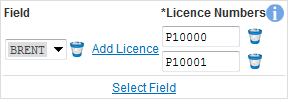 Field *Licence Numbers
BRENT Add Licence P10000
P10001
Select Field